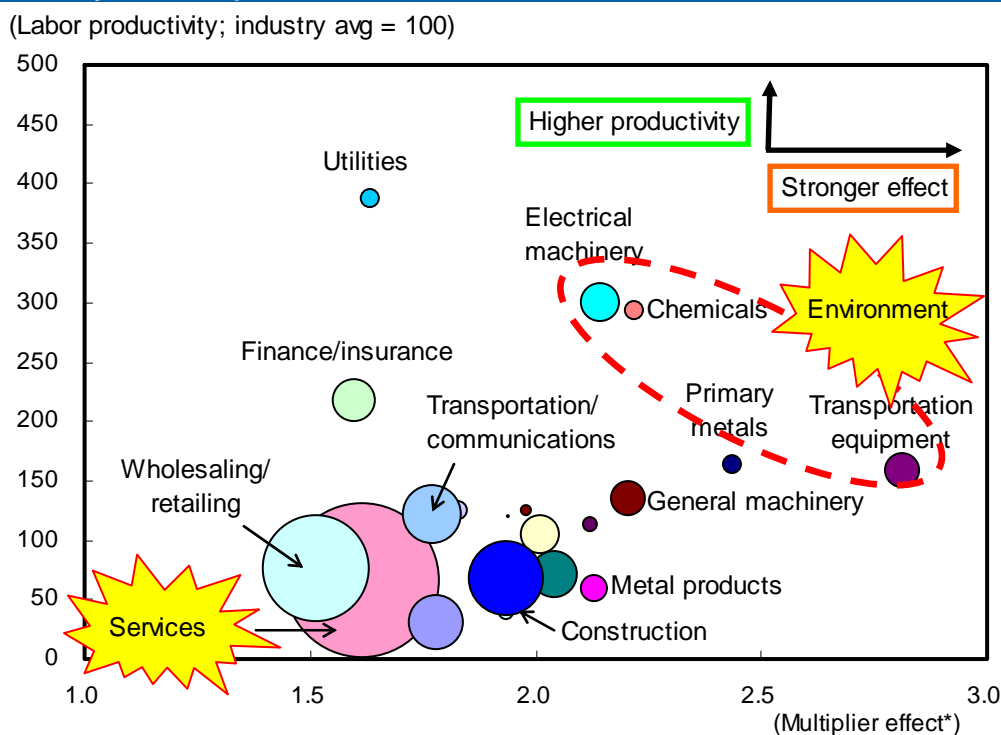 (Labor productivity; industry avg = 100)
500
450
400
350
300
250
200
150
100
50
0
Higher productivity
Stronger effect
Utilities
Electrical
machinery
Chemicals
Environment
Finance/insurance
Transportation/
communications
Primary
metals
Transportation
equipment
Wholesaling/
retailing
General machinery
Metal products
Services
Construction
1.0
1.5
2.0
2.5
3.0
(Multiplier effect*)